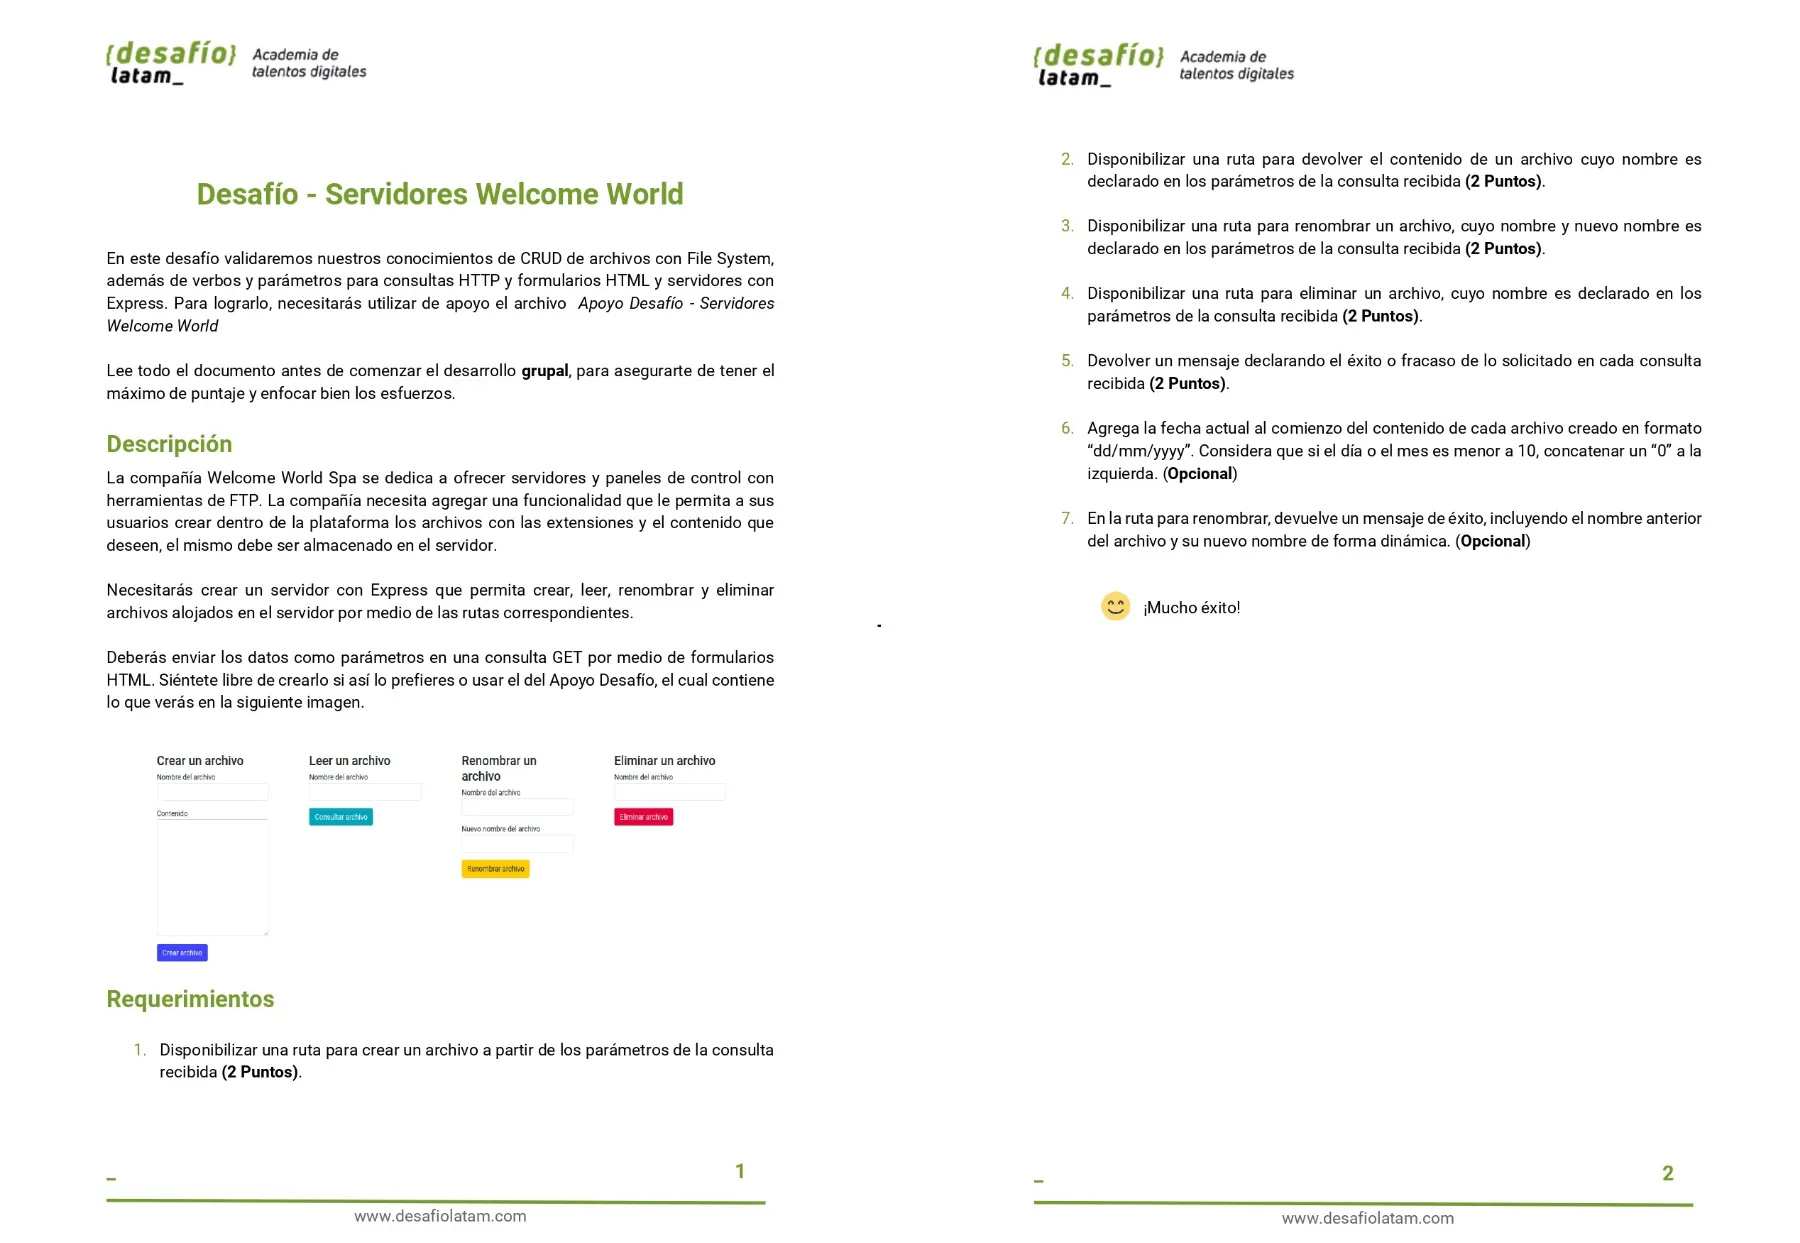 {desafío}
latam_
Academia de
talentos digitales
Desafío - Servidores Welcome World
En este desafío validaremos nuestros conocimientos de CRUD de archivos con File System,
además de verbos y parámetros para consultas HTTP y formularios HTML y servidores con
Express. Para lograrlo, necesitarás utilizar de apoyo el archivo Apoyo Desafío - Servidores
Welcome World
Lee todo el documento antes de comenzar el desarrollo grupal, para asegurarte de tener el
máximo de puntaje y enfocar bien los esfuerzos.
Descripción
La compañía Welcome World Spa se dedica a ofrecer servidores y paneles de control con
herramientas de FTP. La compañía necesita agregar una funcionalidad que le permita a sus
usuarios crear dentro de la plataforma los archivos con las extensiones y el contenido que
deseen, el mismo debe ser almacenado en el servidor.
Necesitarás crear un servidor con Express que permita crear, leer, renombrar y eliminar
archivos alojados en el servidor por medio de las rutas correspondientes.
Deberás enviar los datos como parámetros en una consulta GET por medio de formularios
HTML. Siéntete libre de crearlo si así lo prefieres o usar el del Apoyo Desafío, el cual contiene
lo que verás en la siguiente imagen.
Crear un archivo
Nombre del archivo
Contenido
Crear archivo
Leer un archivo
Nombre del archivo
Consultar archivo
Renombrar un
archivo
Nombre del archivo
Nuevo nombre del archivo
Renombrar archivo
Eliminar un archivo
Nombre del archivo
Eliminar archivo
Requerimientos
1. Disponibilizar una ruta para crear un archivo a partir de los parámetros de la consulta
recibida (2 Puntos).
_
1
www.desafiolatam.com
{desafío}
latam_
Academia de
talentos digitales
2. Disponibilizar una ruta para devolver el contenido de un archivo cuyo nombre es
declarado en los parámetros de la consulta recibida (2 Puntos).
3. Disponibilizar una ruta para renombrar un archivo, cuyo nombre y nuevo nombre es
declarado en los parámetros de la consulta recibida (2 Puntos).
4. Disponibilizar una ruta para eliminar un archivo, cuyo nombre es declarado en los
parámetros de la consulta recibida (2 Puntos).
5. Devolver un mensaje declarando el éxito o fracaso de lo solicitado en cada consulta
recibida (2 Puntos).
6. Agrega la fecha actual al comienzo del contenido de cada archivo creado en formato
“dd/mm/yyyy”. Considera que si el día o el mes es menor a 10, concatenar un “0” a la
izquierda. (Opcional)
7. En la ruta para renombrar, devuelve un mensaje de éxito, incluyendo el nombre anterior
del archivo y su nuevo nombre de forma dinámica. (Opcional)
¡Mucho éxito!
_
2
www.desafiolatam.com